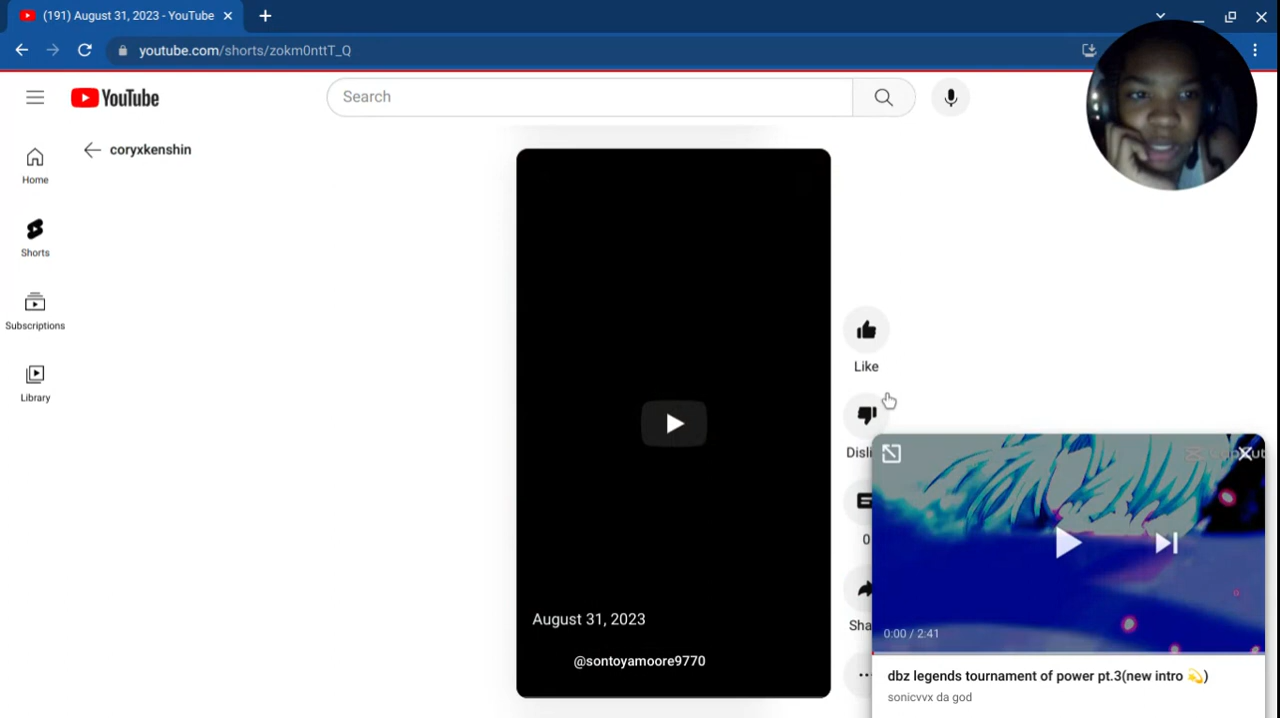 (191) August 31, 2023 - YouTube
youtube.com/shorts/zokm0nttT_Q
YouTube
Search
coryxkenshin
Home
Shorts
Subscriptions
Library
Like
0
August 31, 2023
@sontoyamoore9770
0:00 / 2:41
dbz legends tournament of power pt.3(new intro 💫)
sonicvvx da god